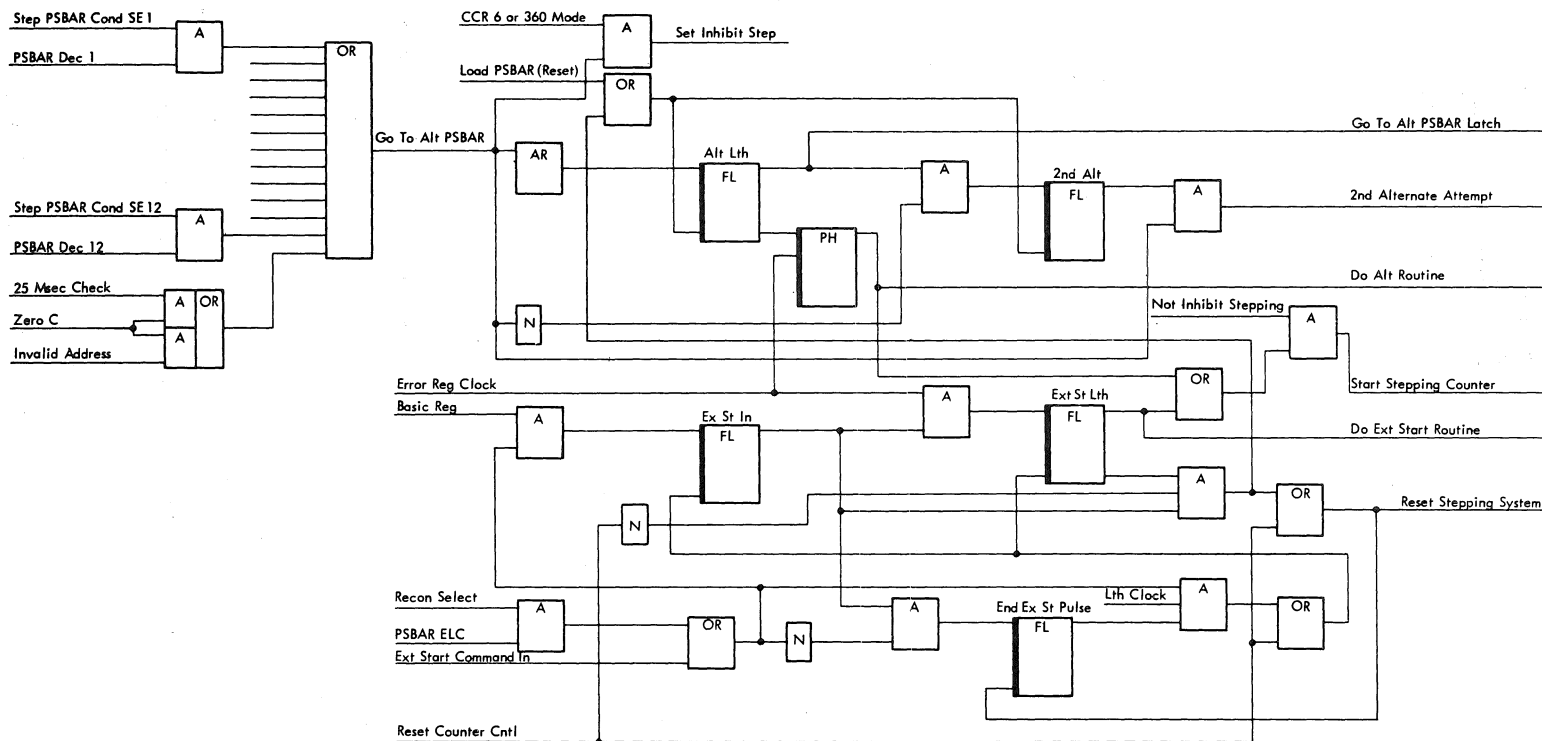 Step PSBAR Cond SE 1
A
PSBAR Dec 1
OR
Step PSBAR Cond SE 12
A
PSBAR Dec 12
25 Msec Check
A
OR
Zero C
A
Invalid Address
Go To Alt PSBAR
CCR 6 or 360 Mode
A
Set Inhibit Step
Load PSBAR (Reset)
OR
AR
Alt Lth
FL
Go To Alt PSBAR Latch
A
2nd Alt
FL
A
2nd Alternate Attempt
PH
Do Alt Routine
N
Not Inhibit Stepping
A
OR
Start Stepping Counter
Error Reg Clock
A
Basic Reg
A
Ex St In
FL
Ext St Lth
FL
Do Ext Start Routine
A
OR
Reset Stepping System
N
Recon Select
A
PSBAR ELC
Ext Start Command In
OR
N
A
End Ex St Pulse
FL
Lth Clock
A
OR
Reset Counter Cntl